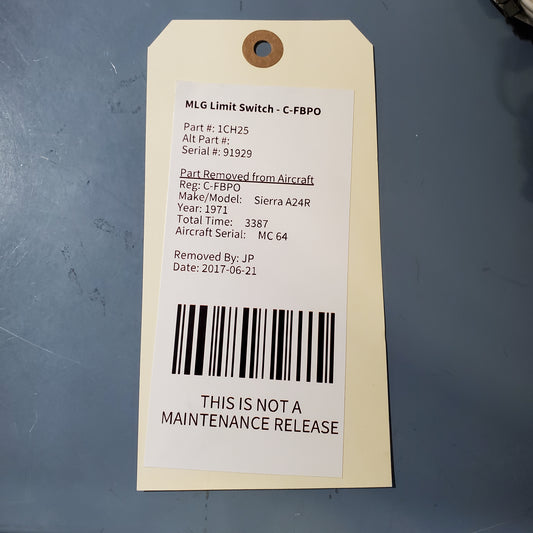 MLG Limit Switch - C-FBPO
Part #: 1CH25
Alt Part #:
Serial #: 91929
Part Removed from Aircraft
Reg: C-FBPO
Make/Model: Sierra A24R
Year: 1971
Total Time: 3387
Aircraft Serial: MC 64
Removed By: JP
Date: 2017-06-21
THIS IS NOT A
MAINTENANCE RELEASE